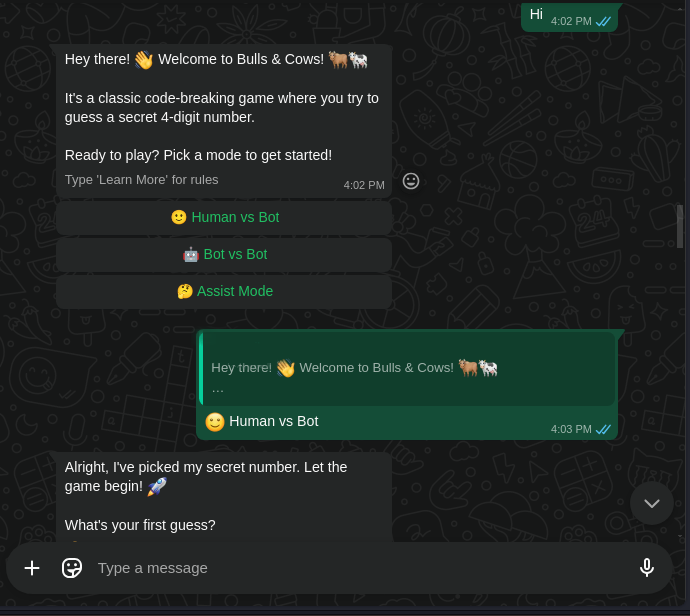 Hi
4:02 PM
Hey there! 👋 Welcome to Bulls & Cows! 🐂🐄
It's a classic code-breaking game where you try to
guess a secret 4-digit number.
Ready to play? Pick a mode to get started!
Type 'Learn More' for rules
4:02 PM
🙂 Human vs Bot
🤖 Bot vs Bot
🤔 Assist Mode
Hey there! 👋 Welcome to Bulls & Cows! 🐂🐄
...
🙂 Human vs Bot
4:03 PM
Alright, I've picked my secret number. Let the
game begin! 🚀
What's your first guess?
Type a message